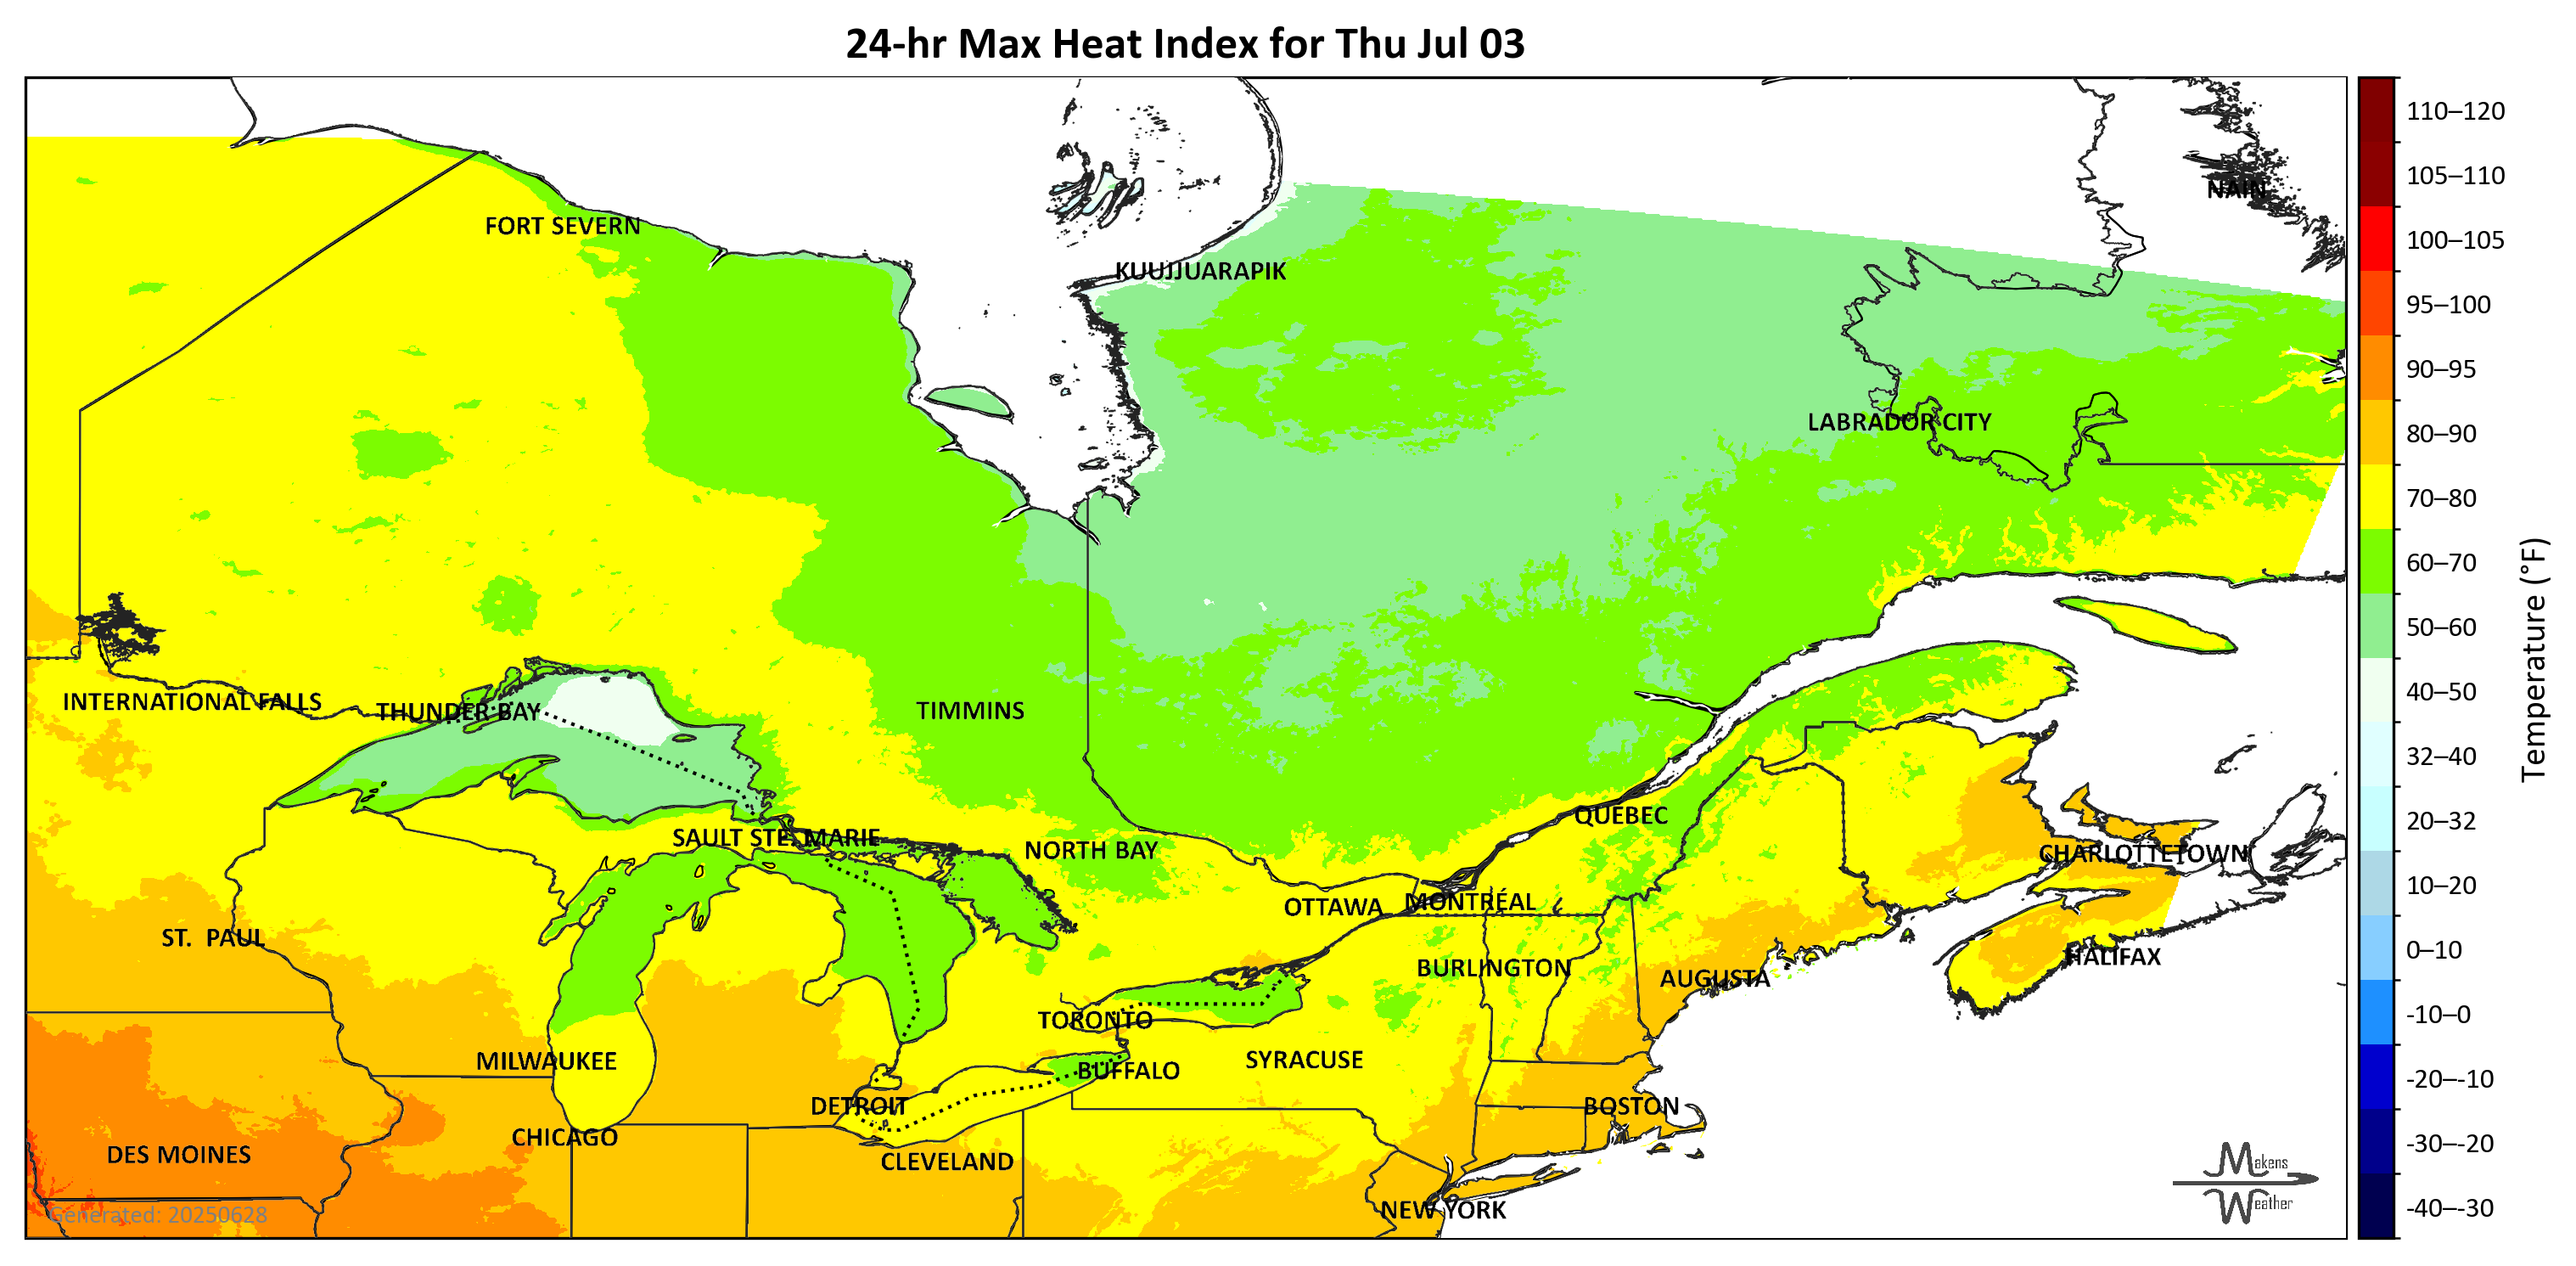 24-hr Max Heat Index for Thu Jul 03
NAIN
FORT SEVERN
KUUJJUARAPIK
LABRADOR CITY
INTERNATIONAL FALLS
THUNDER BAY
TIMMINS
QUÉBEC
SAULT STE. MARIE
NORTH BAY
CHARLOTTETOWN
OTTAWA
MONTRÉAL
ST. PAUL
HALIFAX
BURLINGTON
AUGUSTA
TORONTO
MILWAUKEE
SYRACUSE
BUFFALO
DETROIT
BOSTON
CHICAGO
DES MOINES
CLEVELAND
NEW YORK
Generated: 20250628
Makens
Weather
110–120
105–110
100–105
95–100
90–95
80–90
70–80
60–70
50–60
40–50
32–40
20–32
10–20
0–10
-10–0
-20–-10
-30–-20
-40–-30
Temperature (°F)